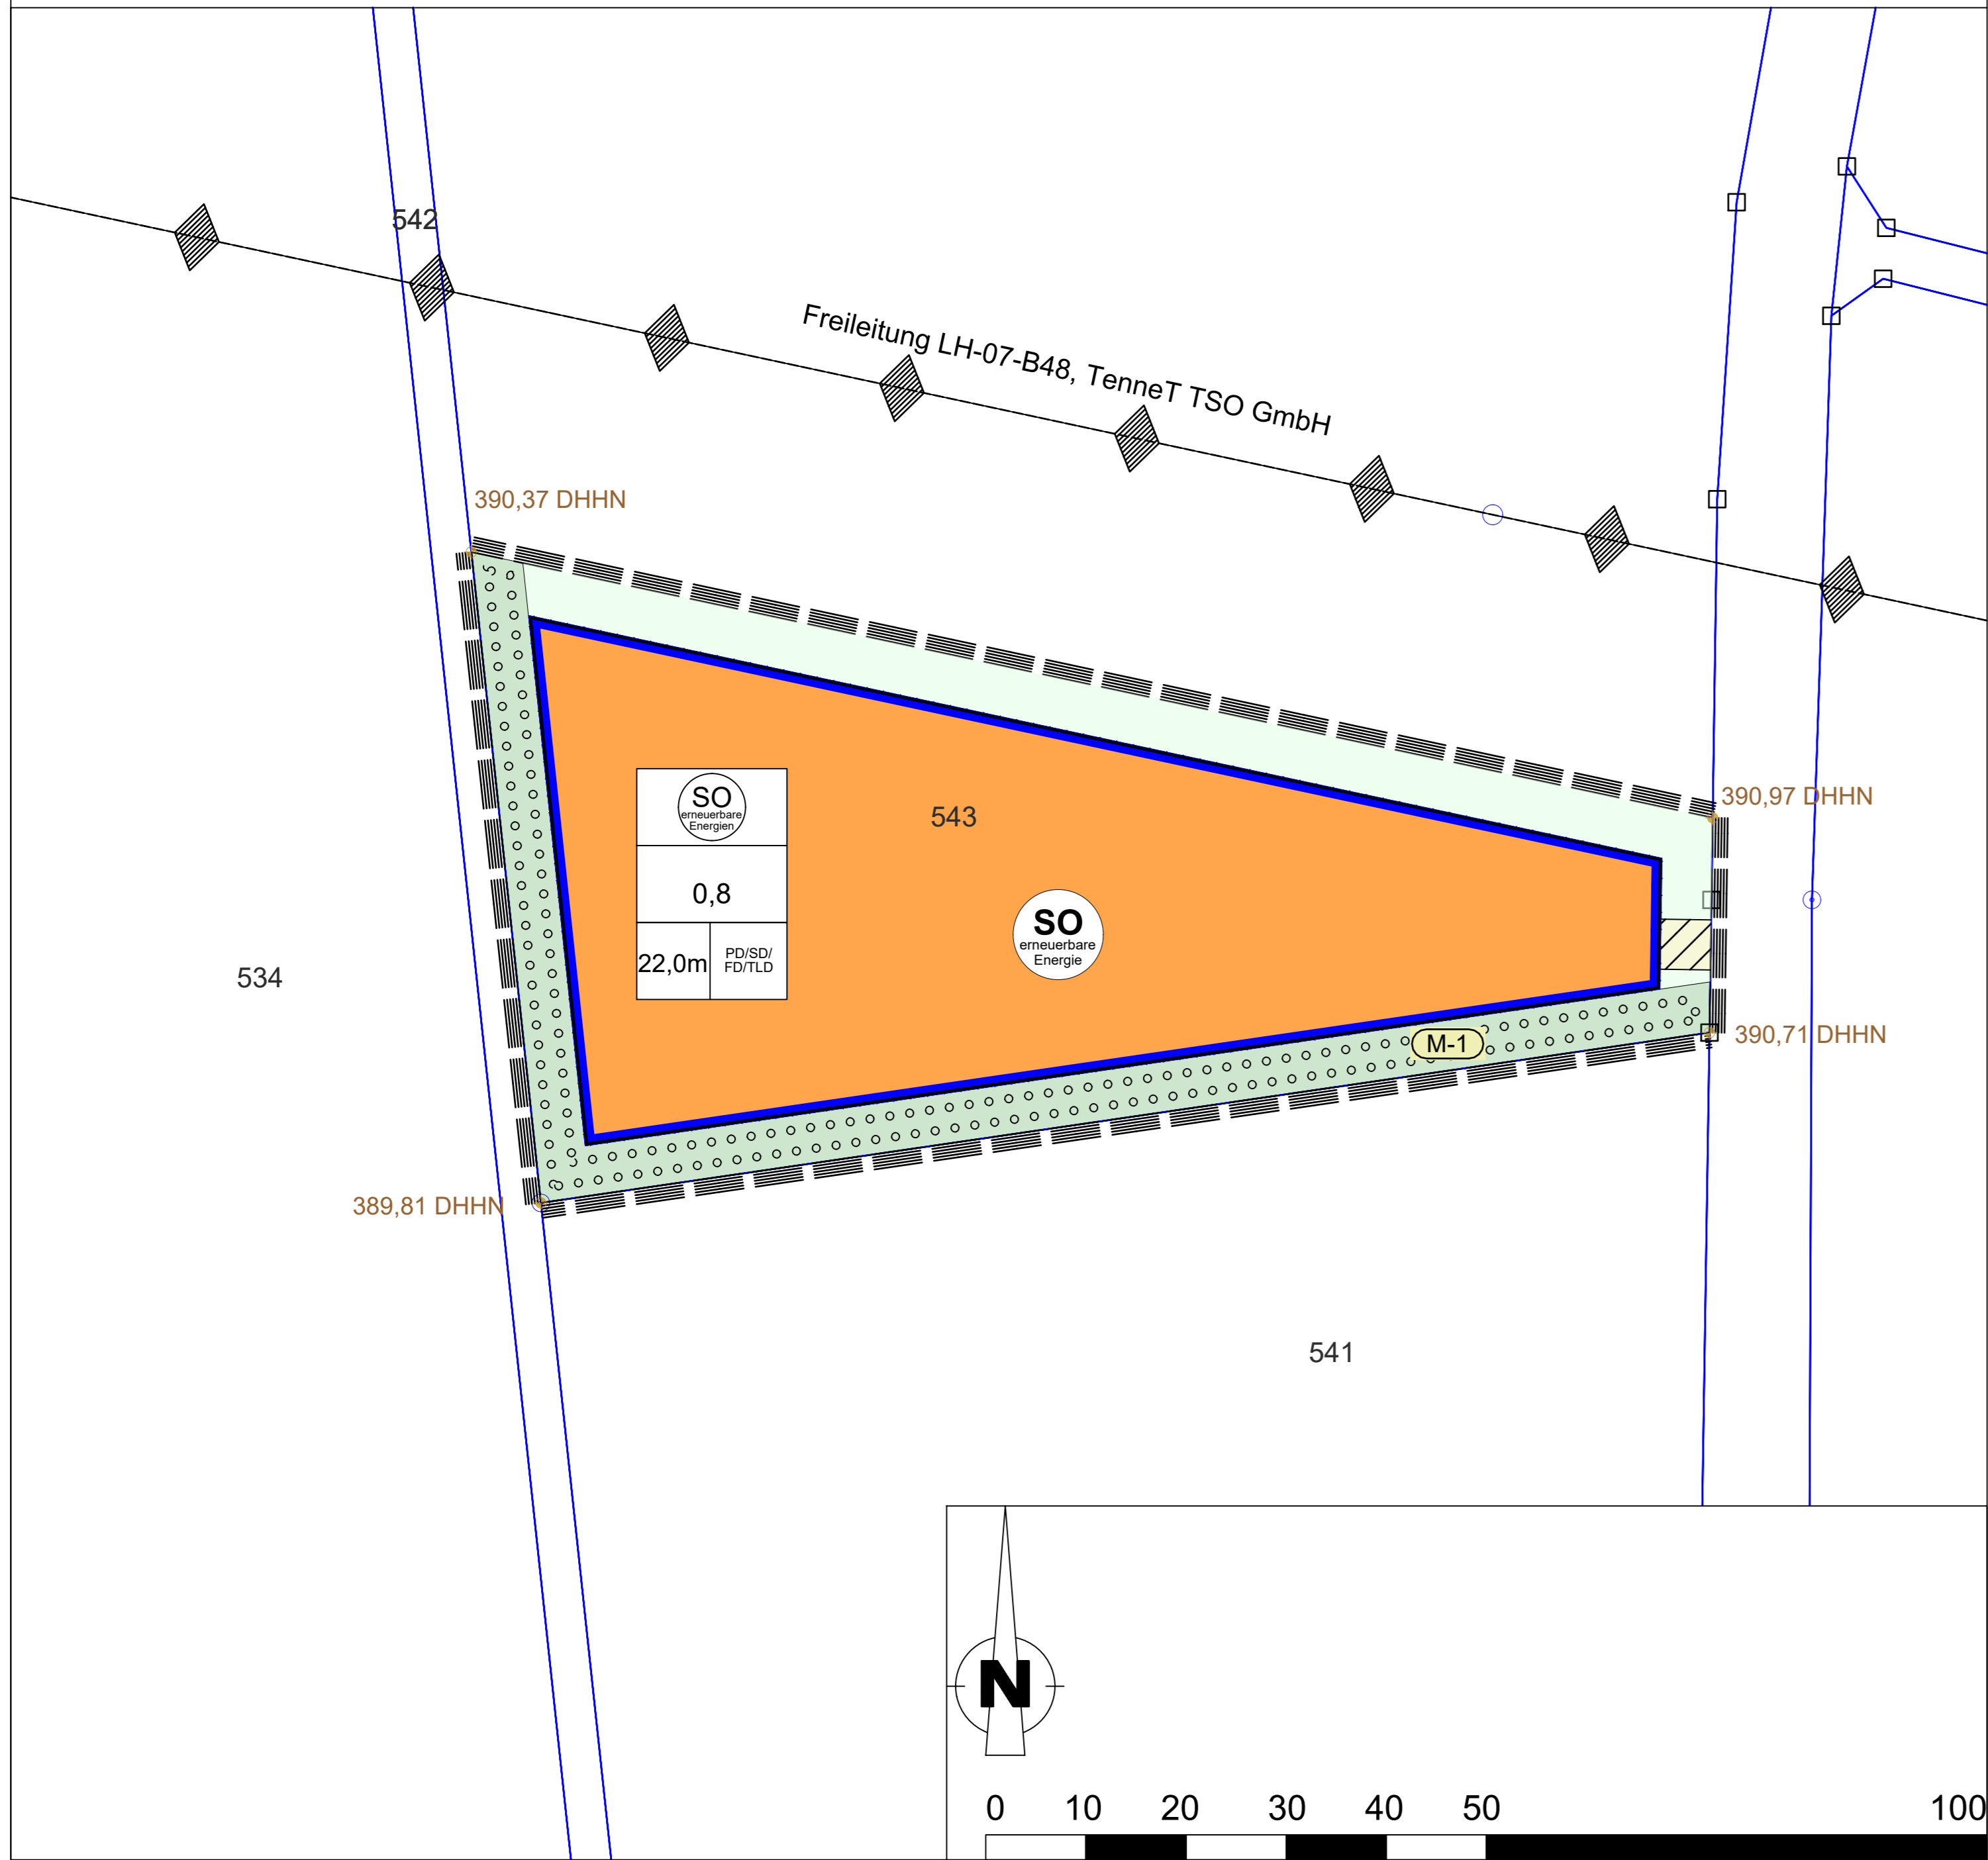 542
Freileitung LH-07-B48, TenneT TSO GmbH
390,37 DHHN
390,97 DHHN
SO
erneuerbare
Energien
543
0,8
SO
erneuerbare
Energie
22,0m
PD/SD/
FD/TLD
534
M-1
390,71 DHHN
389,81 DHHN
541
N
0 10 20 30 40 50 100